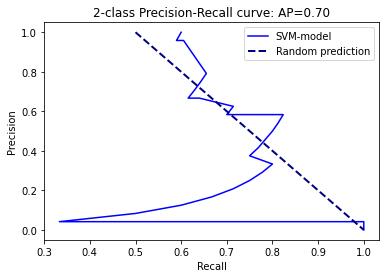 2-class Precision-Recall curve: AP=0.70
SVM-model
Random prediction
Precision
1.0
0.8
0.6
0.4
0.2
0.0
0.3 0.4 0.5 0.6 0.7 0.8 0.9 1.0
Recall